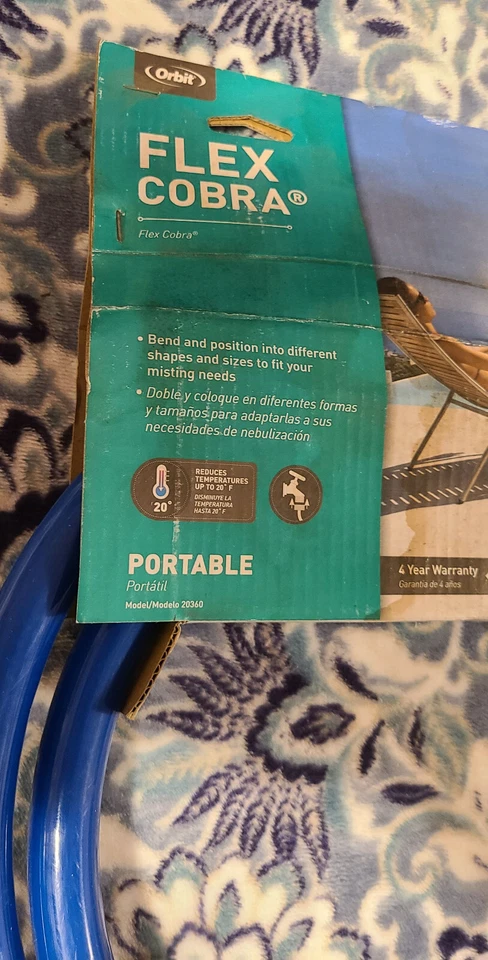 Orbit
FLEX
COBRA®
Flex Cobra®
• Bend and position into different
shapes and sizes to fit your
misting needs
• Doble y coloque en diferentes formas
y tamaños para adaptarlas a sus
necesidades de nebulización
20°
REDUCES
TEMPERATURES
UP TO 20° F
DISMINUYE LA
TEMPERATURA
HASTA 20° F
PORTABLE
Portátil
Model/Modelo 20360
4 Year Warranty
Garantía de 4 años